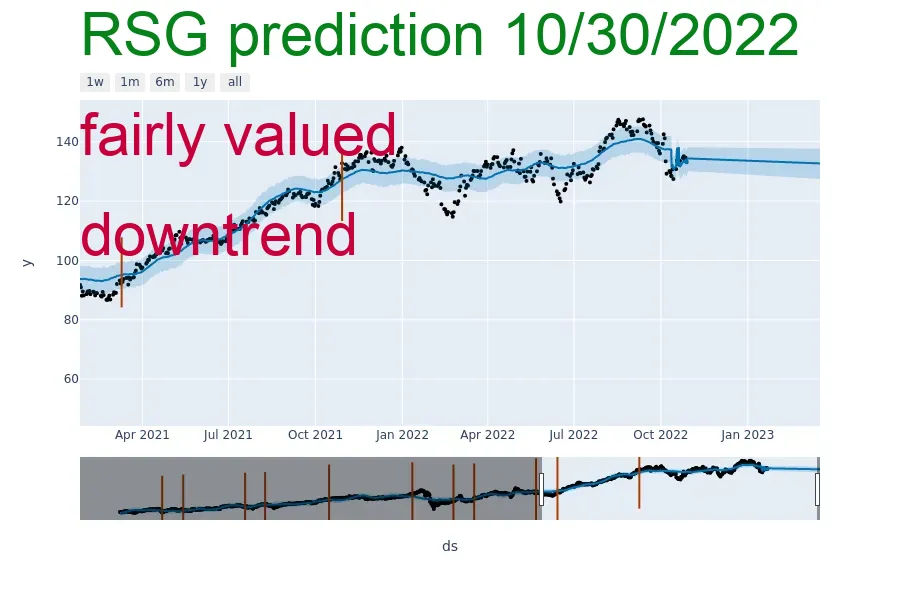 RSG prediction 10/30/2022
1w 1m 6m 1y all
fairly valued
downtrend
y
140
120
100
80
60
Apr 2021 Jul 2021 Oct 2021 Jan 2022 Apr 2022 Jul 2022 Oct 2022 Jan 2023
ds